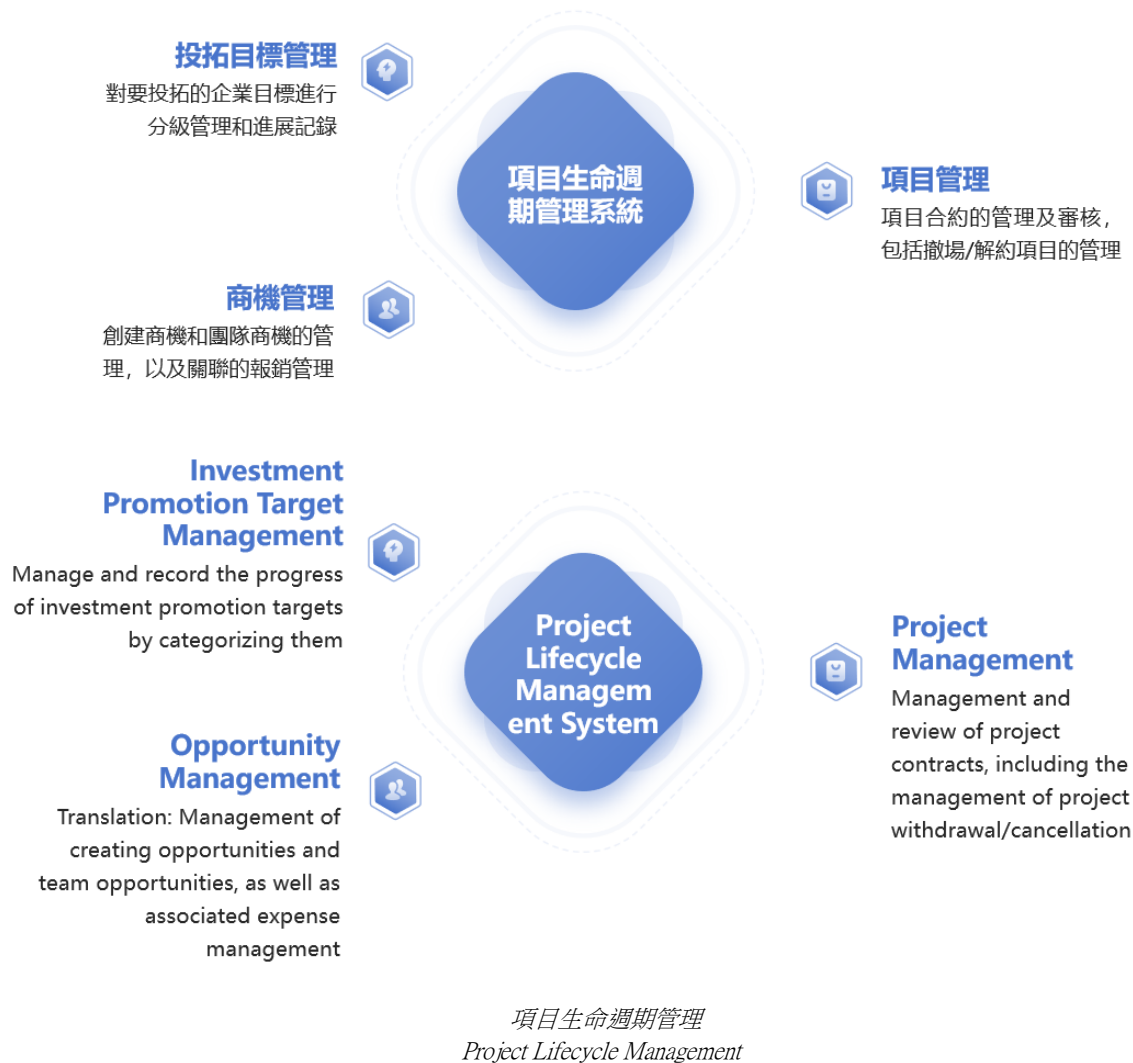 投拓目標管理
對要投拓的企業目標進行
分級管理和進展記錄
商機管理
創建商機和團隊商機的管
理，以及關聯的報銷管理
項目生命週
期管理系統
項目管理
項目合約的管理及審核，
包括撤場/解約項目的管理
Investment
Promotion Target
Management
Manage and record the progress
of investment promotion targets
by categorizing them
Opportunity
Management
Translation: Management of
creating opportunities and
team opportunities, as well as
associated expense
management
Project
Lifecycle
Managem
ent System
Project
Management
Management and
review of project
contracts, including the
management of project
withdrawal/cancellation
項目生命週期管理
Project Lifecycle Management